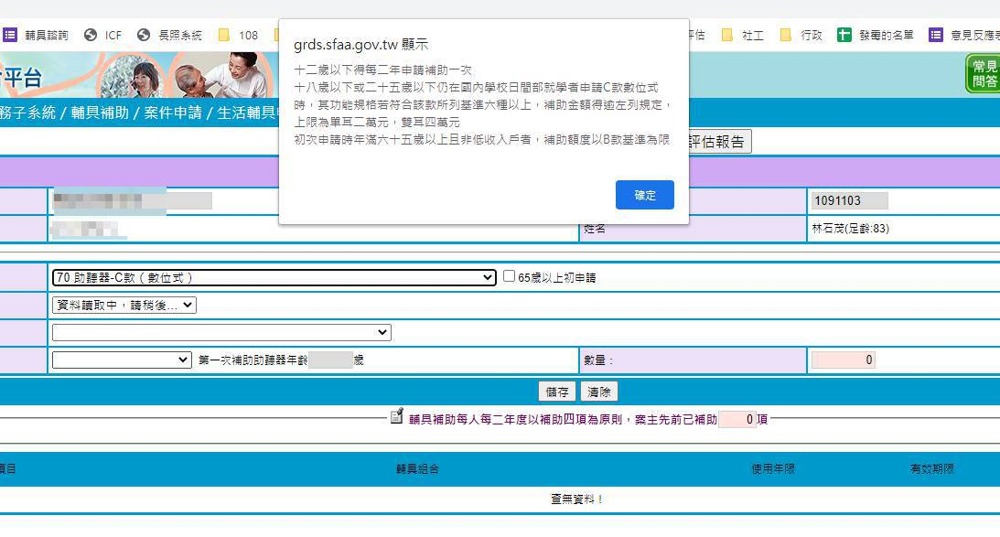 輔具諮詢 ICF 長照系統 108 評估 社工 行政 發霉的名單 意見反應表
grds.sfaa.gov.tw 顯示
十二歲以下得每二年申請補助一次
十八歲以下或二十五歲以下仍在國內學校日間部就學者申請C款數位式
時，其功能規格若符合該款所列基準六種以上，補助金額得逾左列規定，
上限為單耳二萬元，雙耳四萬元
初次申請時年滿六十五歲以上且非低收入戶者，補助額度以B款基準為限
確定
平台
常見
問答
務子系統 / 輔具補助 / 案件申請 / 生活輔具
評估報告
1091103
姓名 林石茂(足齡:83)
70 助聽器-C款（數位式） 65歲以上初申請
資料讀取中，請稍後...
第一次補助助聽器年齡 歲 數量： 0
儲存 清除
輔具補助每人每二年度以補助四項為原則，案主先前已補助 0 項
項目 輔具組合 使用年限 有效期限
查無資料！